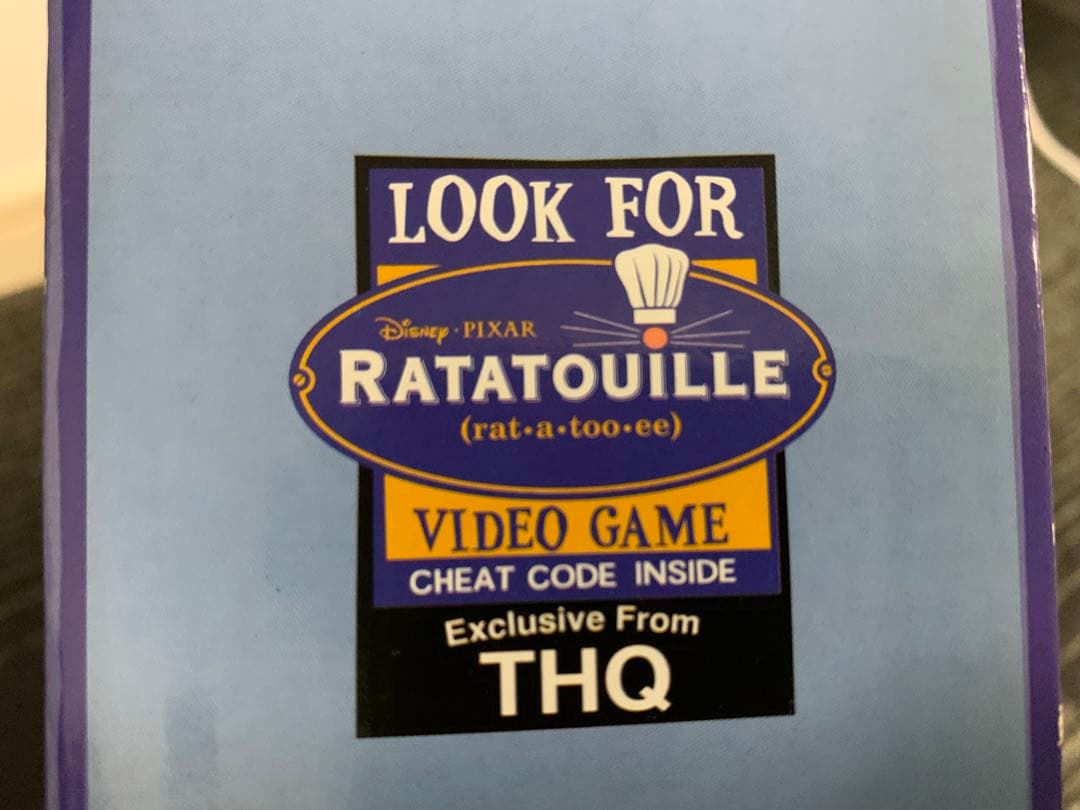 LOOK FOR
Disney · PIXAR
RATATOUILLE
(rat•a•too•ee)
VIDEO GAME
CHEAT CODE INSIDE
Exclusive From
THQ